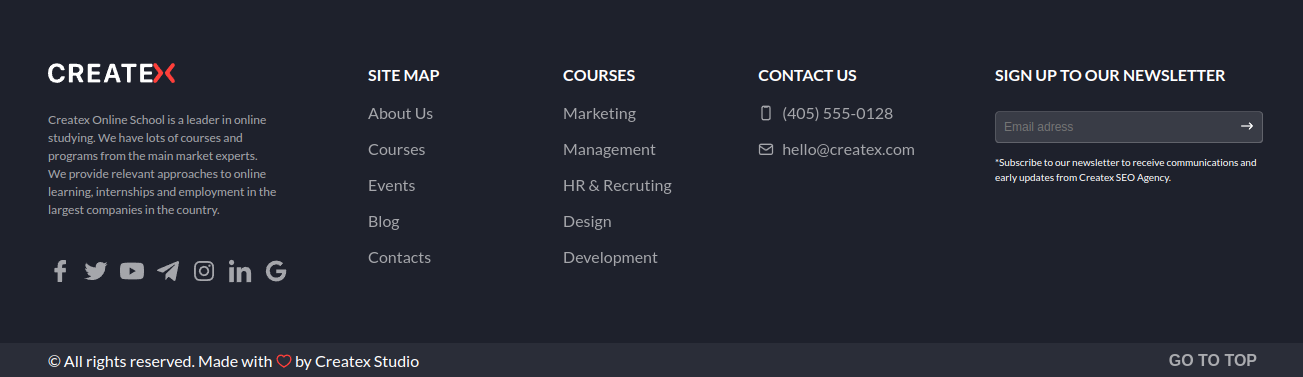 CREATEX
Createx Online School is a leader in online
studying. We have lots of courses and
programs from the main market experts.
We provide relevant approaches to online
learning, internships and employment in the
largest companies in the country.
SITE MAP
About Us
Courses
Events
Blog
Contacts
COURSES
Marketing
Management
HR & Recruting
Design
Development
CONTACT US
(405) 555-0128
hello@createx.com
SIGN UP TO OUR NEWSLETTER
Email adress
*Subscribe to our newsletter to receive communications and
early updates from Createx SEO Agency.
© All rights reserved. Made with by Createx Studio
GO TO TOP